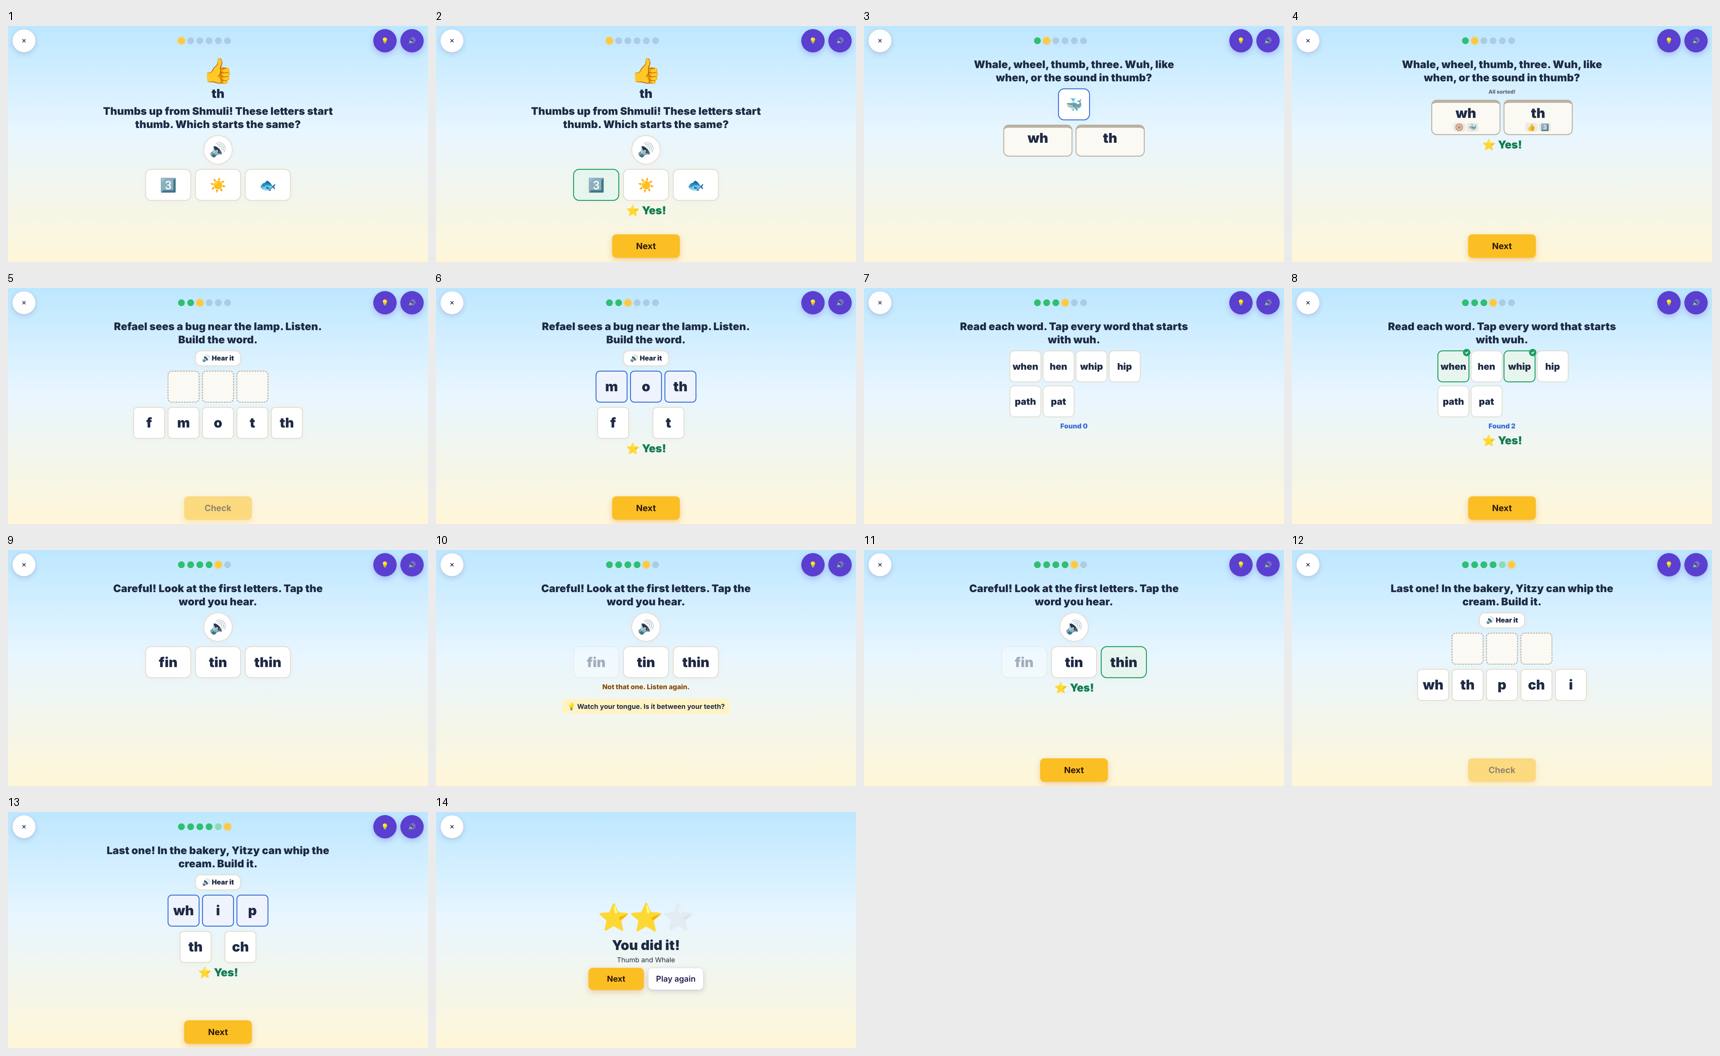 1
th
Thumbs up from Shmuli! These letters start
thumb. Which starts the same?
3
2
th
Thumbs up from Shmuli! These letters start
thumb. Which starts the same?
3
Yes!
Next
3
Whale, wheel, thumb, three. Wuh, like
when, or the sound in thumb?
wh th
4
Whale, wheel, thumb, three. Wuh, like
when, or the sound in thumb?
All sorted!
wh th
3
Yes!
Next
5
Refael sees a bug near the lamp. Listen.
Build the word.
Hear it
f m o t th
Check
6
Refael sees a bug near the lamp. Listen.
Build the word.
Hear it
m o th
f t
Yes!
Next
7
Read each word. Tap every word that starts
with wuh.
when hen whip hip
path pat
Found 0
8
Read each word. Tap every word that starts
with wuh.
when hen whip hip
path pat
Found 2
Yes!
Next
9
Careful! Look at the first letters. Tap the
word you hear.
fin tin thin
10
Careful! Look at the first letters. Tap the
word you hear.
fin tin thin
Not that one. Listen again.
Watch your tongue. Is it between your teeth?
11
Careful! Look at the first letters. Tap the
word you hear.
fin tin thin
Yes!
Next
12
Last one! In the bakery, Yitzy can whip the
cream. Build it.
Hear it
wh th p ch i
Check
13
Last one! In the bakery, Yitzy can whip the
cream. Build it.
Hear it
wh i p
th ch
Yes!
Next
14
You did it!
Thumb and Whale
Next Play again